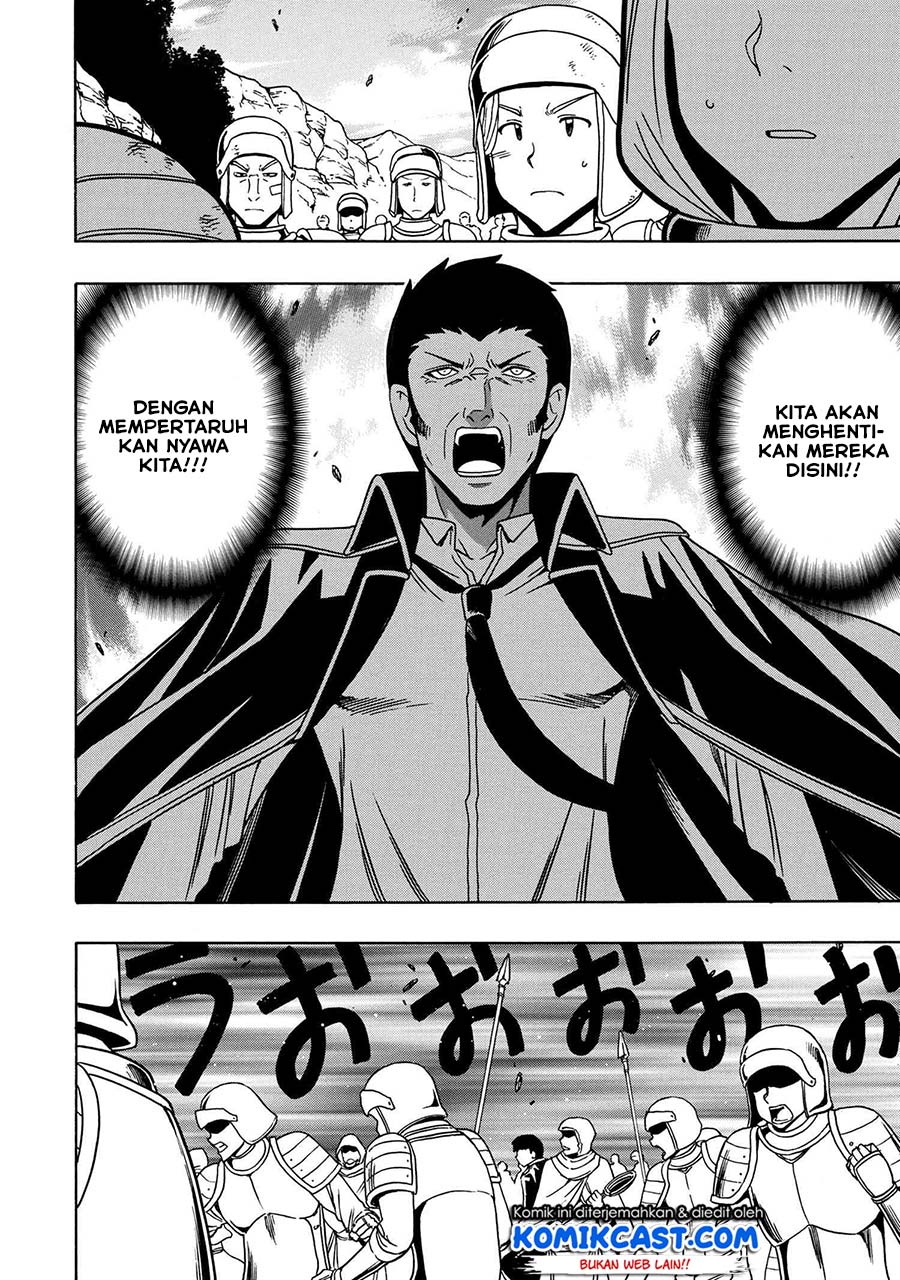 KITA AKAN
MENGHENTI-
KAN MEREKA
DISINI!!
DENGAN
MEMPERTARUH
KAN NYAWA
KITA!!!
うおおおおお
Komik ini diterjemahkan & diedit oleh
KOMIKCAST.COM
BUKAN WEB LAIN!!